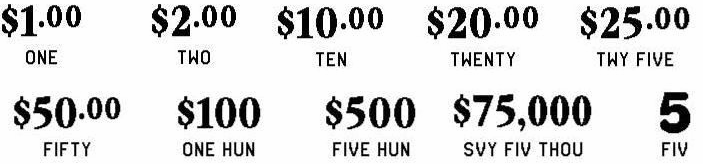 $1.00 $2.00 $10.00 $20.00 $25.00
ONE TWO TEN TWENTY TWY FIVE
$50.00 $100 $500 $75,000 5
FIFTY ONE HUN FIVE HUN SVY FIV THOU FIV